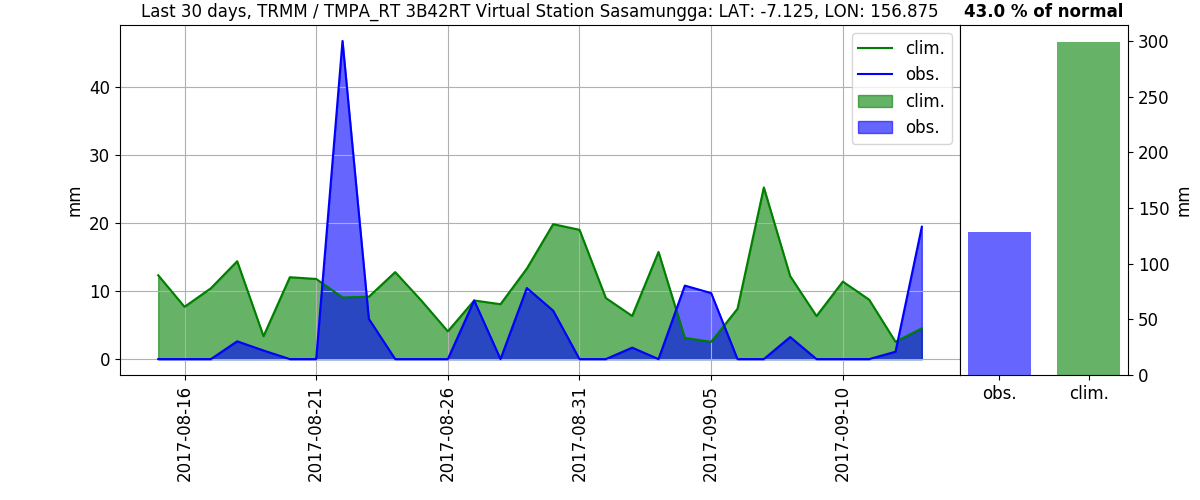 Last 30 days, TRMM / TMPA_RT 3B42RT Virtual Station Sasamungga: LAT: -7.125, LON: 156.875
43.0 % of normal
clim.
obs.
clim.
obs.
mm
40
30
20
10
0
2017-08-16
2017-08-21
2017-08-26
2017-08-31
2017-09-05
2017-09-10
300
250
200
150
100
50
0
mm
obs.
clim.